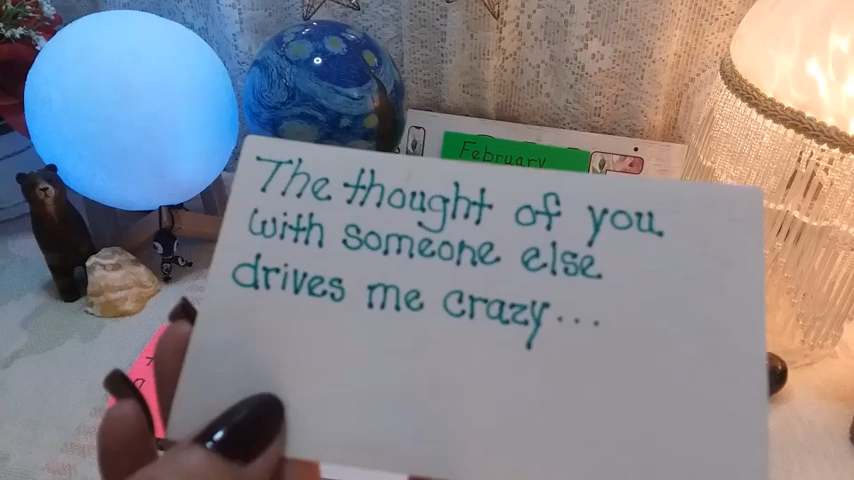 February
The thought of you
with someone else
drives me crazy...